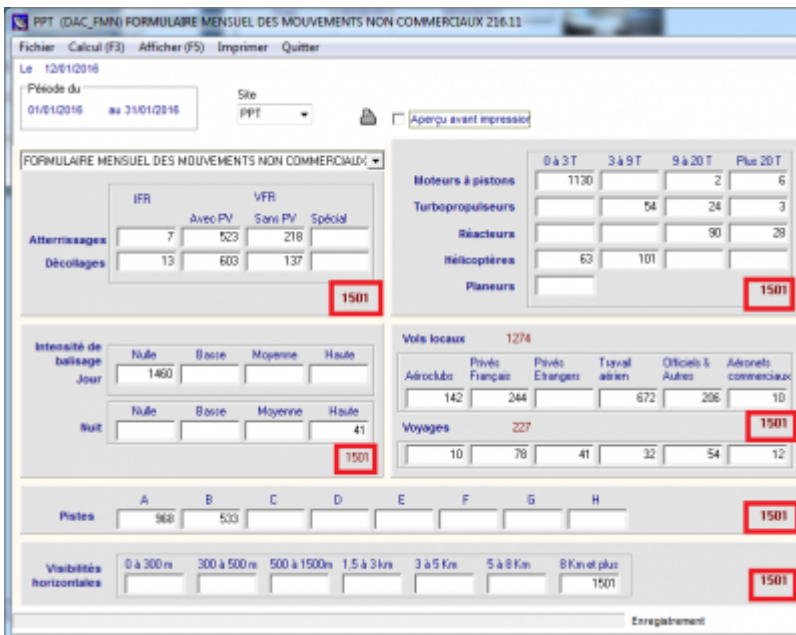 PPT (DAC_FMN) FORMULAIRE MENSUEL DES MOUVEMENTS NON COMMERCIAUX 216.11
Fichier Calcul (F3) Afficher (F5) Imprimer Quitter
Le 12/01/2016
Période du
01/01/2016 au 31/01/2016
Site
PPT
Aperçu avant impression
FORMULAIRE MENSUEL DES MOUVEMENTS NON COMMERCIAUX
IFR VFR
Avec PV Sans PV Spécial
Atterrissages 7 523 218
Décollages 13 603 137
1501
0 à 3 T 3 à 9 T 9 à 20 T Plus 20 T
Moteurs à pistons 1130 2 6
Turbopropulseurs 54 24 3
Réacteurs 90 28
Hélicoptères 63 101
Planeurs
1501
Intensité de balisage
Nulle Basse Moyenne Haute
Jour 1460
Nulle Basse Moyenne Haute
Nuit 41
1501
Vols locaux 1274
Aéroclubs Privés Français Privés Etrangers Travail aérien Officiels & Autres Aéronefs commerciaux
142 244 672 206 10
1501
Voyages 227
10 78 41 32 54 12
A B C D E F G H
Pistes 968 533
1501
Visibilités horizontales
0 à 300 m 300 à 500 m 500 à 1500m 1,5 à 3 km 3 à 5 Km 5 à 8 Km 8 Km et plus
1501
1501
Enregistrement